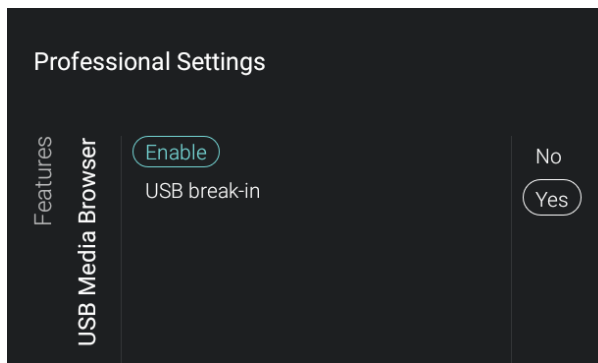 Professional Settings
Features
USB Media Browser
Enable
USB break-in
No
Yes